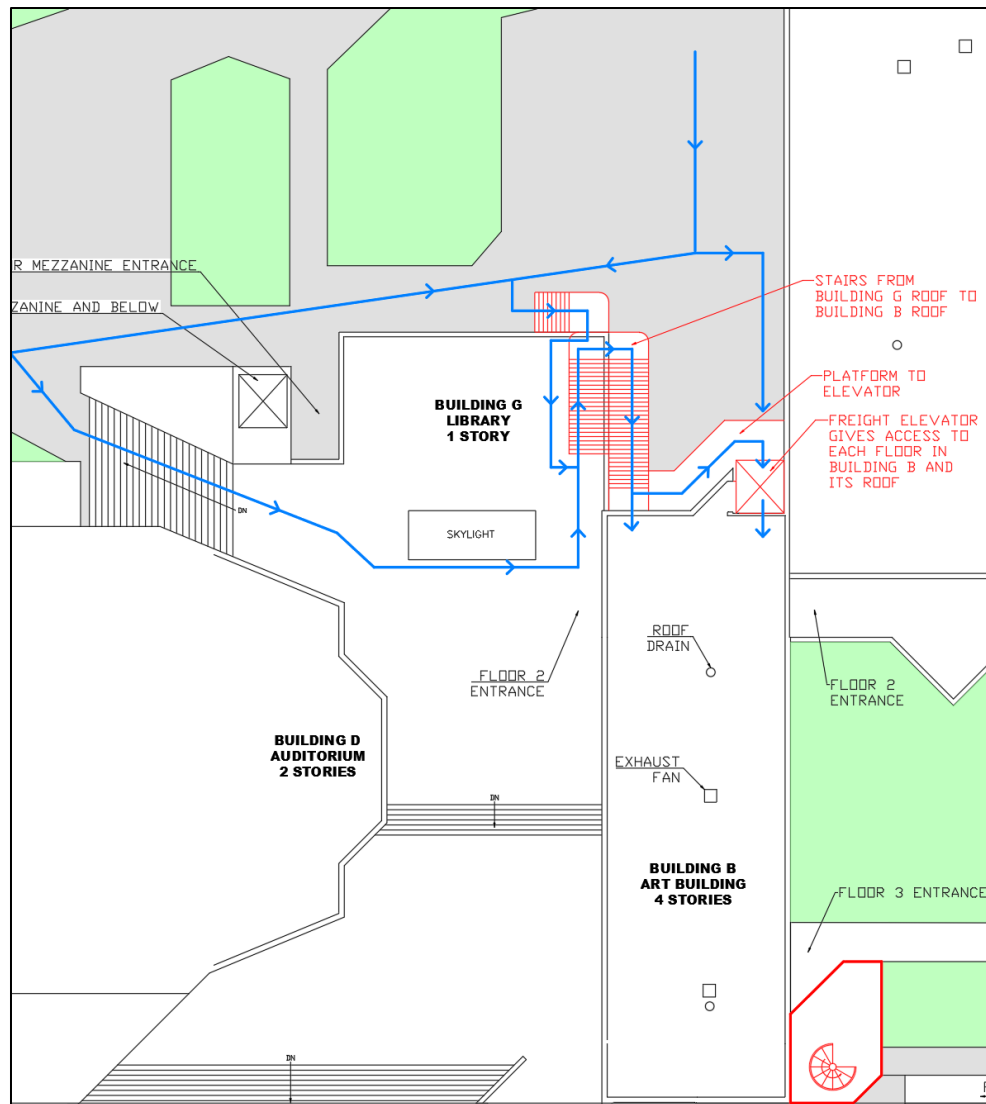 R MEZZANINE ENTRANCE
ZANINE AND BELOW
STAIRS FROM
BUILDING G ROOF TO
BUILDING B ROOF
PLATFORM TO
ELEVATOR
BUILDING G
LIBRARY
1 STORY
FREIGHT ELEVATOR
GIVES ACCESS TO
EACH FLOOR IN
BUILDING B AND
ITS ROOF
DN
SKYLIGHT
ROOF
DRAIN
FLOOR 2
ENTRANCE
FLOOR 2
ENTRANCE
BUILDING D
AUDITORIUM
2 STORIES
EXHAUST
FAN
DN
BUILDING B
ART BUILDING
4 STORIES
FLOOR 3 ENTRANCE
DN